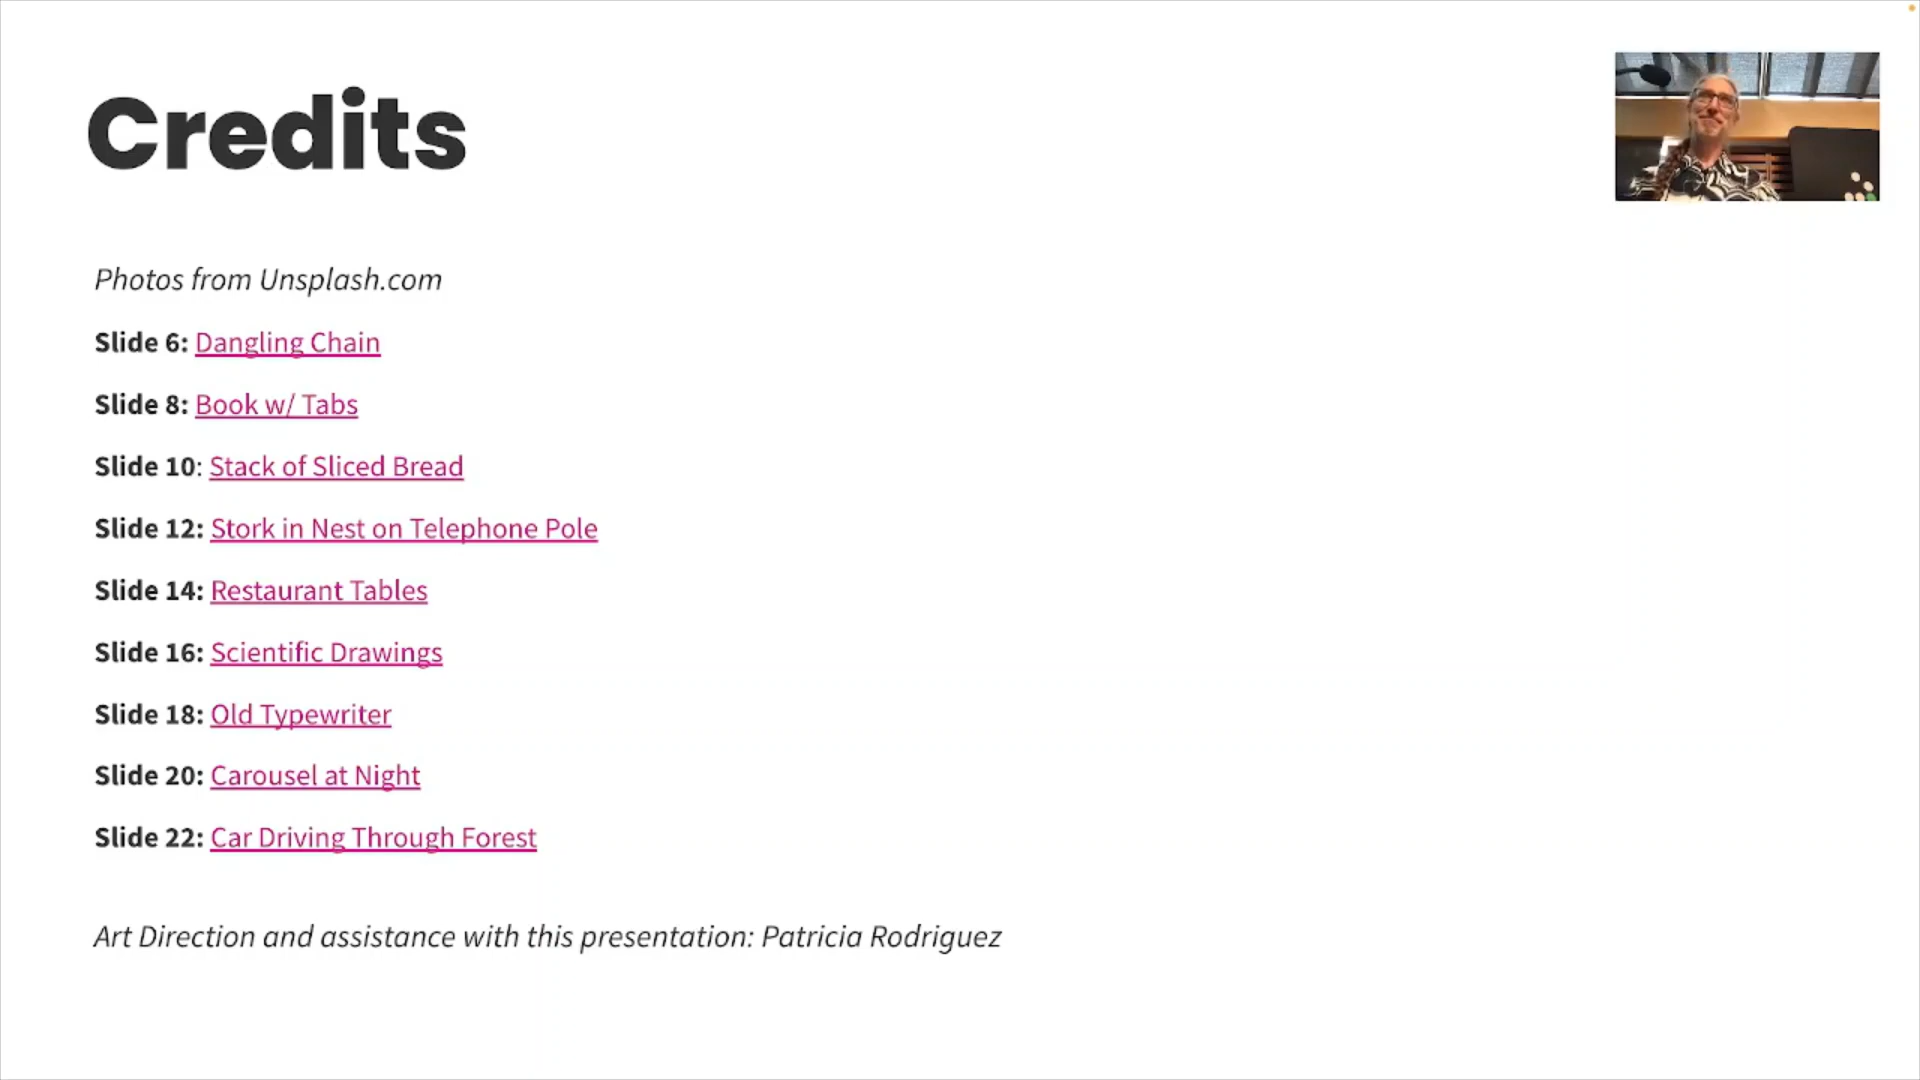 Credits
Photos from Unsplash.com
Slide 6: Dangling Chain
Slide 8: Book w/ Tabs
Slide 10: Stack of Sliced Bread
Slide 12: Stork in Nest on Telephone Pole
Slide 14: Restaurant Tables
Slide 16: Scientific Drawings
Slide 18: Old Typewriter
Slide 20: Carousel at Night
Slide 22: Car Driving Through Forest
Art Direction and assistance with this presentation: Patricia Rodriguez